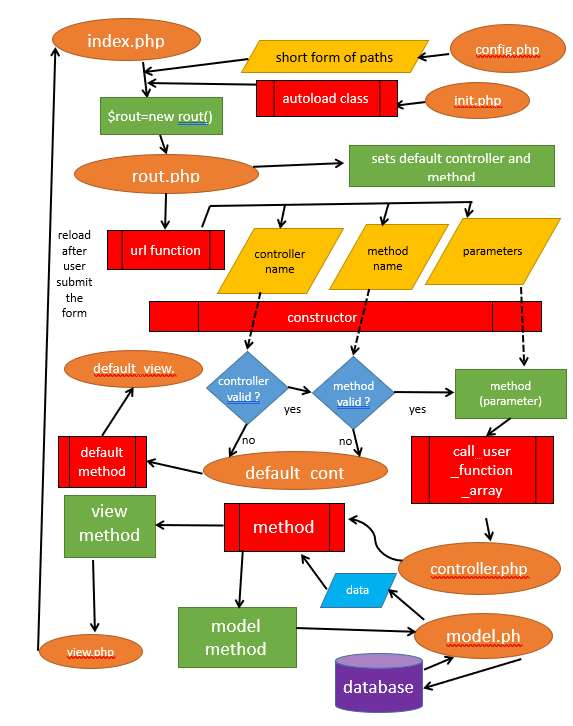 index.php
short form of paths
config.php
autoload class
init.php
$rout=new rout()
rout.php
sets default controller and
method
reload
after
user
submit
the
form
url function
controller
name
method
name
parameters
constructor
default_view.
controller
valid ?
yes
method
valid ?
yes
method
(parameter)
no
no
default
method
default_cont
call_user
_function
_array
view
method
method
controller.php
data
model
method
model.ph
view.php
database